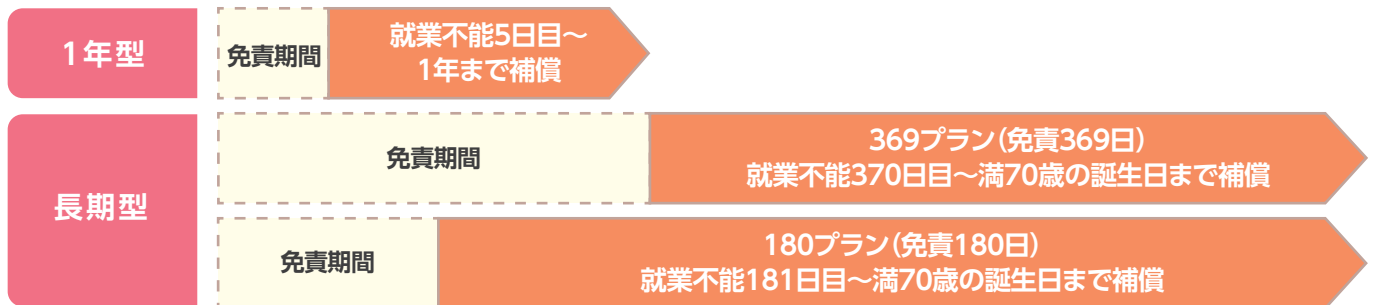 1年型
免責期間
就業不能5日目～
1年まで補償
長期型
免責期間
369プラン（免責369日）
就業不能370日目～満70歳の誕生日まで補償
免責期間
180プラン（免責180日）
就業不能181日目～満70歳の誕生日まで補償